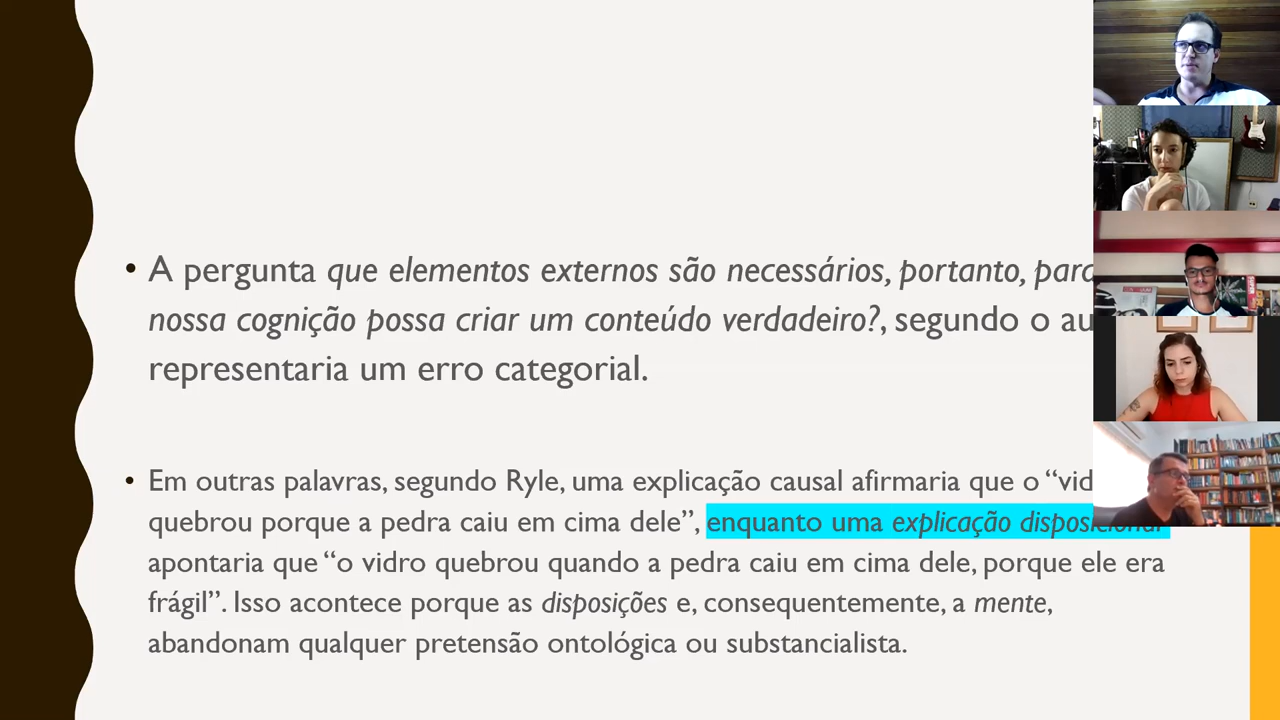 • A pergunta que elementos externos são necessários, portanto, para
nossa cognição possa criar um conteúdo verdadeiro?, segundo o
representaria um erro categorial.
• Em outras palavras, segundo Ryle, uma explicação causal afirmaria que o
quebrou porque a pedra caiu em cima dele”, enquanto uma explicação disposicional
apontaria que “o vidro quebrou quando a pedra caiu em cima dele, porque ele era
frágil”. Isso acontece porque as disposições e, consequentemente, a mente,
abandonam qualquer pretensão ontológica ou substancialista.